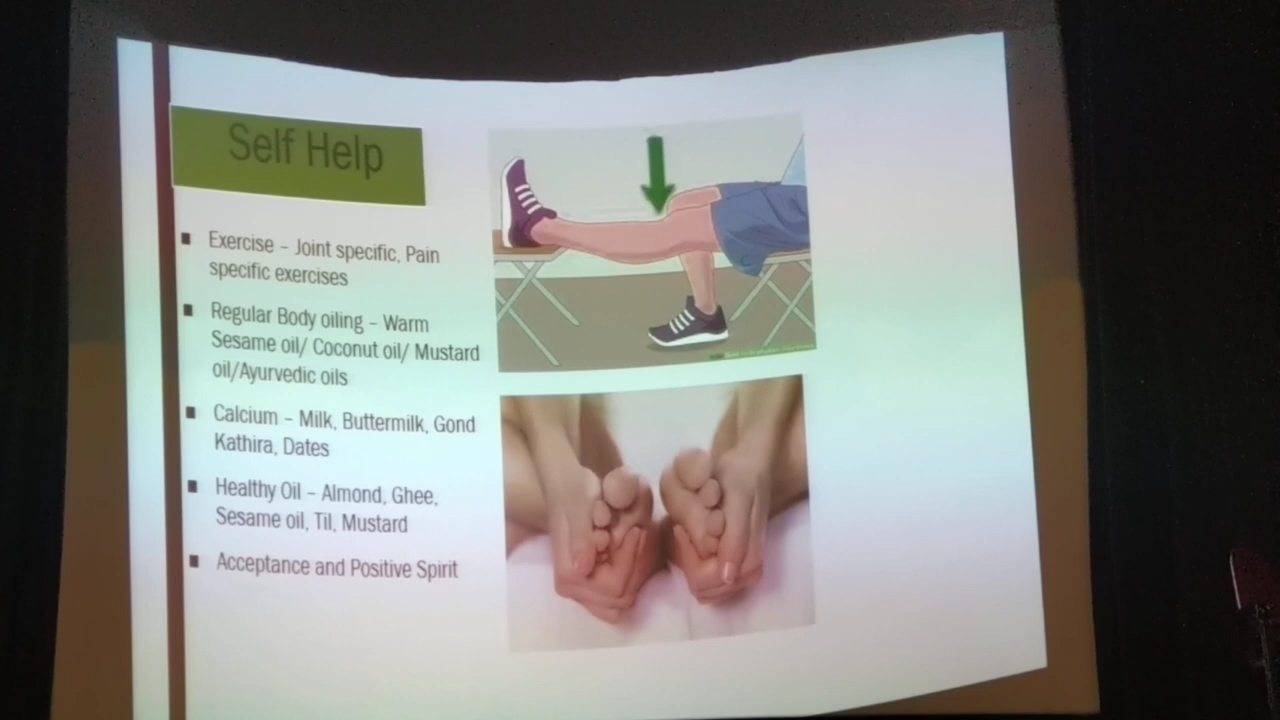 Self Help
▪ Exercise – Joint specific, Pain
specific exercises
▪ Regular Body oiling – Warm
Sesame oil/ Coconut oil/ Mustard
oil/Ayurvedic oils
▪ Calcium – Milk, Buttermilk, Gond
Kathira, Dates
▪ Healthy Oil – Almond, Ghee,
Sesame oil, Til, Mustard
▪ Acceptance and Positive Spirit